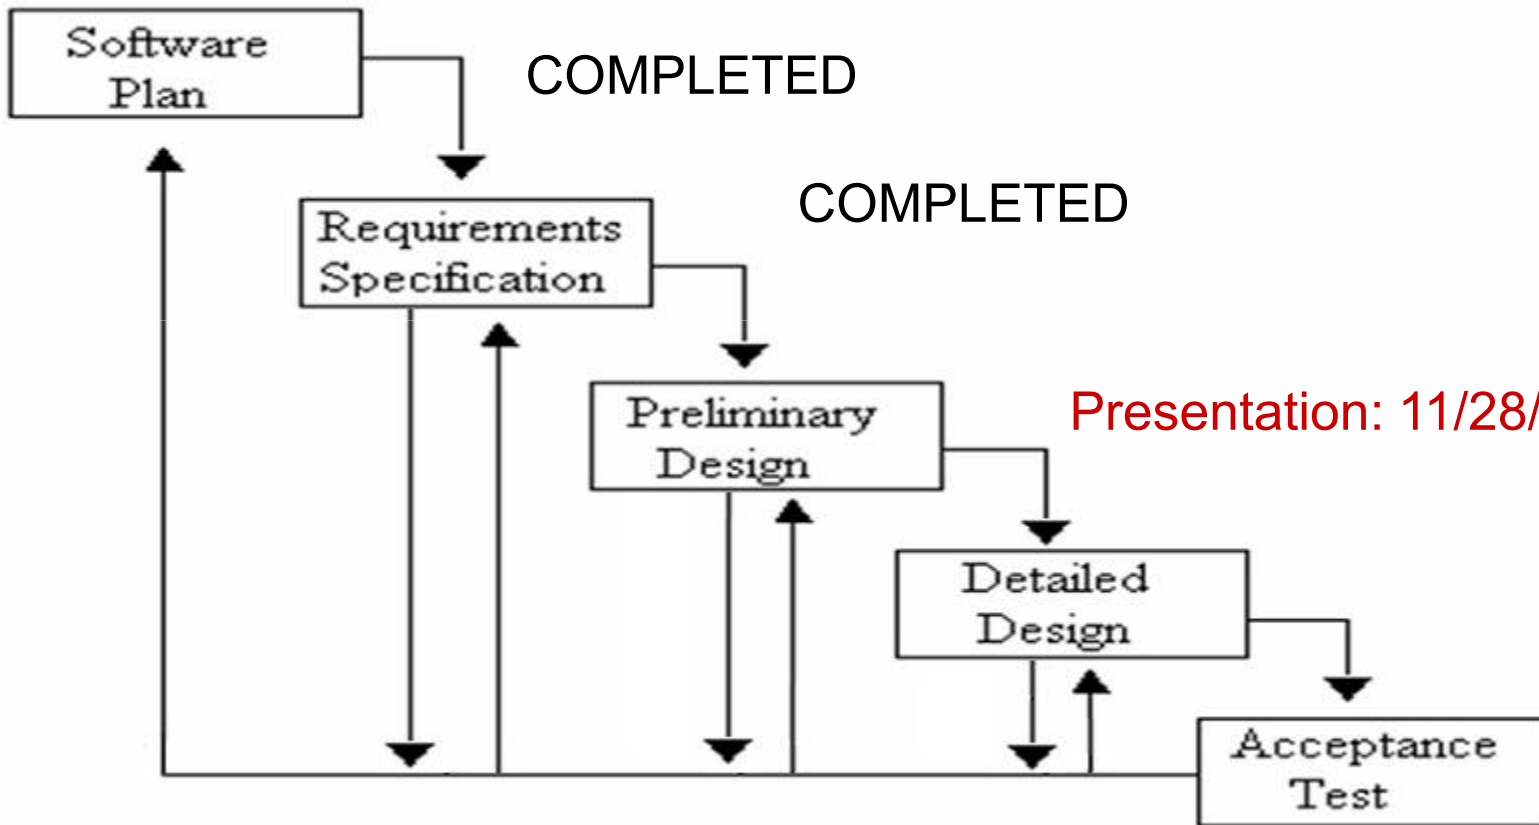 Software
Plan
COMPLETED
COMPLETED
Requirements
Specification
Preliminary
Design
Presentation: 11/28/
Detailed
Design
Acceptance
Test